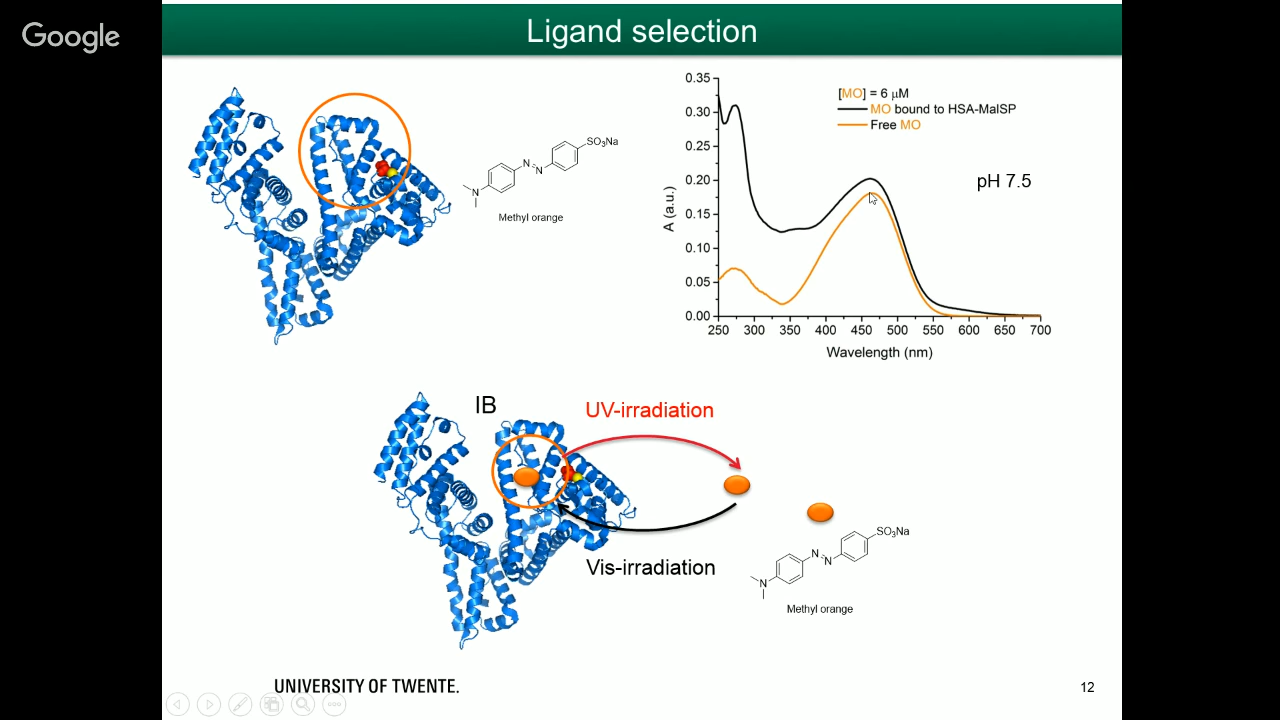 Google
Ligand selection
SO3Na
N
N
N
Methyl orange
0.35
0.30
0.25
0.20
0.15
0.10
0.05
0.00
A (a.u.)
[MO] = 6 μM
MO bound to HSA-MalSP
Free MO
pH 7.5
250 300 350 400 450 500 550 600 650 700
Wavelength (nm)
IB
UV-irradiation
Vis-irradiation
SO3Na
N
N
N
Methyl orange
UNIVERSITY OF TWENTE.
12